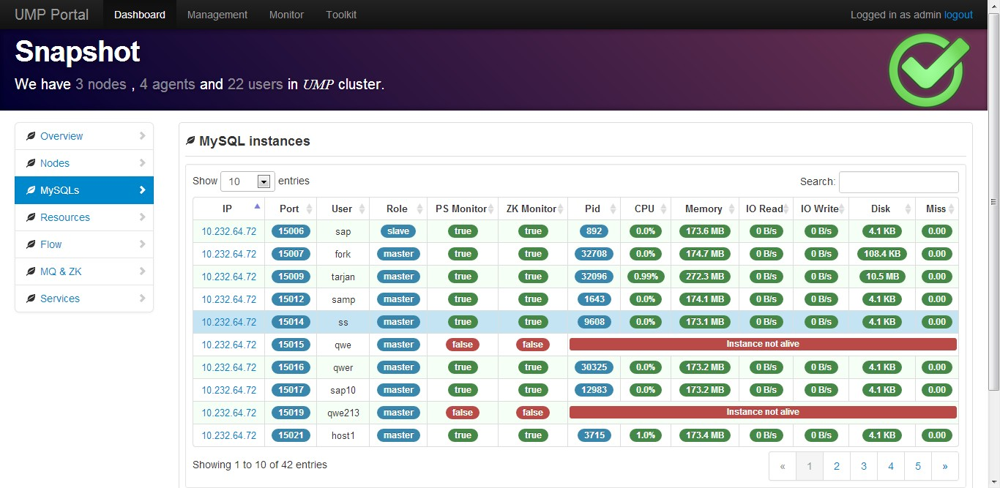 UMP Portal Dashboard Management Monitor Toolkit Logged in as admin logout
Snapshot
We have 3 nodes , 4 agents and 22 users in UMP cluster.
Overview
Nodes
MySQLs
Resources
Flow
MQ & ZK
Services
MySQL instances
Show 10 entries Search:
IP Port User Role PS Monitor ZK Monitor Pid CPU Memory IO Read IO Write Disk Miss
10.232.64.72 15006 sap slave true true 892 0.0% 173.6 MB 0 B/s 0 B/s 4.1 KB 0.00
10.232.64.72 15007 fork master true true 32708 0.0% 174.7 MB 0 B/s 0 B/s 108.4 KB 0.00
10.232.64.72 15009 tarjan master true true 32096 0.99% 272.3 MB 0 B/s 0 B/s 10.5 MB 0.00
10.232.64.72 15012 samp master true true 1643 0.0% 174.1 MB 0 B/s 0 B/s 4.1 KB 0.00
10.232.64.72 15014 ss master true true 9608 0.0% 173.1 MB 0 B/s 0 B/s 4.1 KB 0.00
10.232.64.72 15015 qwe master false false Instance not alive
10.232.64.72 15016 qwer master true true 30325 0.0% 173.2 MB 0 B/s 0 B/s 4.1 KB 0.00
10.232.64.72 15017 sap10 master true true 12983 0.0% 173.2 MB 0 B/s 0 B/s 4.1 KB 0.00
10.232.64.72 15019 qwe213 master false false Instance not alive
10.232.64.72 15021 host1 master true true 3715 1.0% 173.4 MB 0 B/s 0 B/s 4.1 KB 0.00
Showing 1 to 10 of 42 entries « 1 2 3 4 5 »